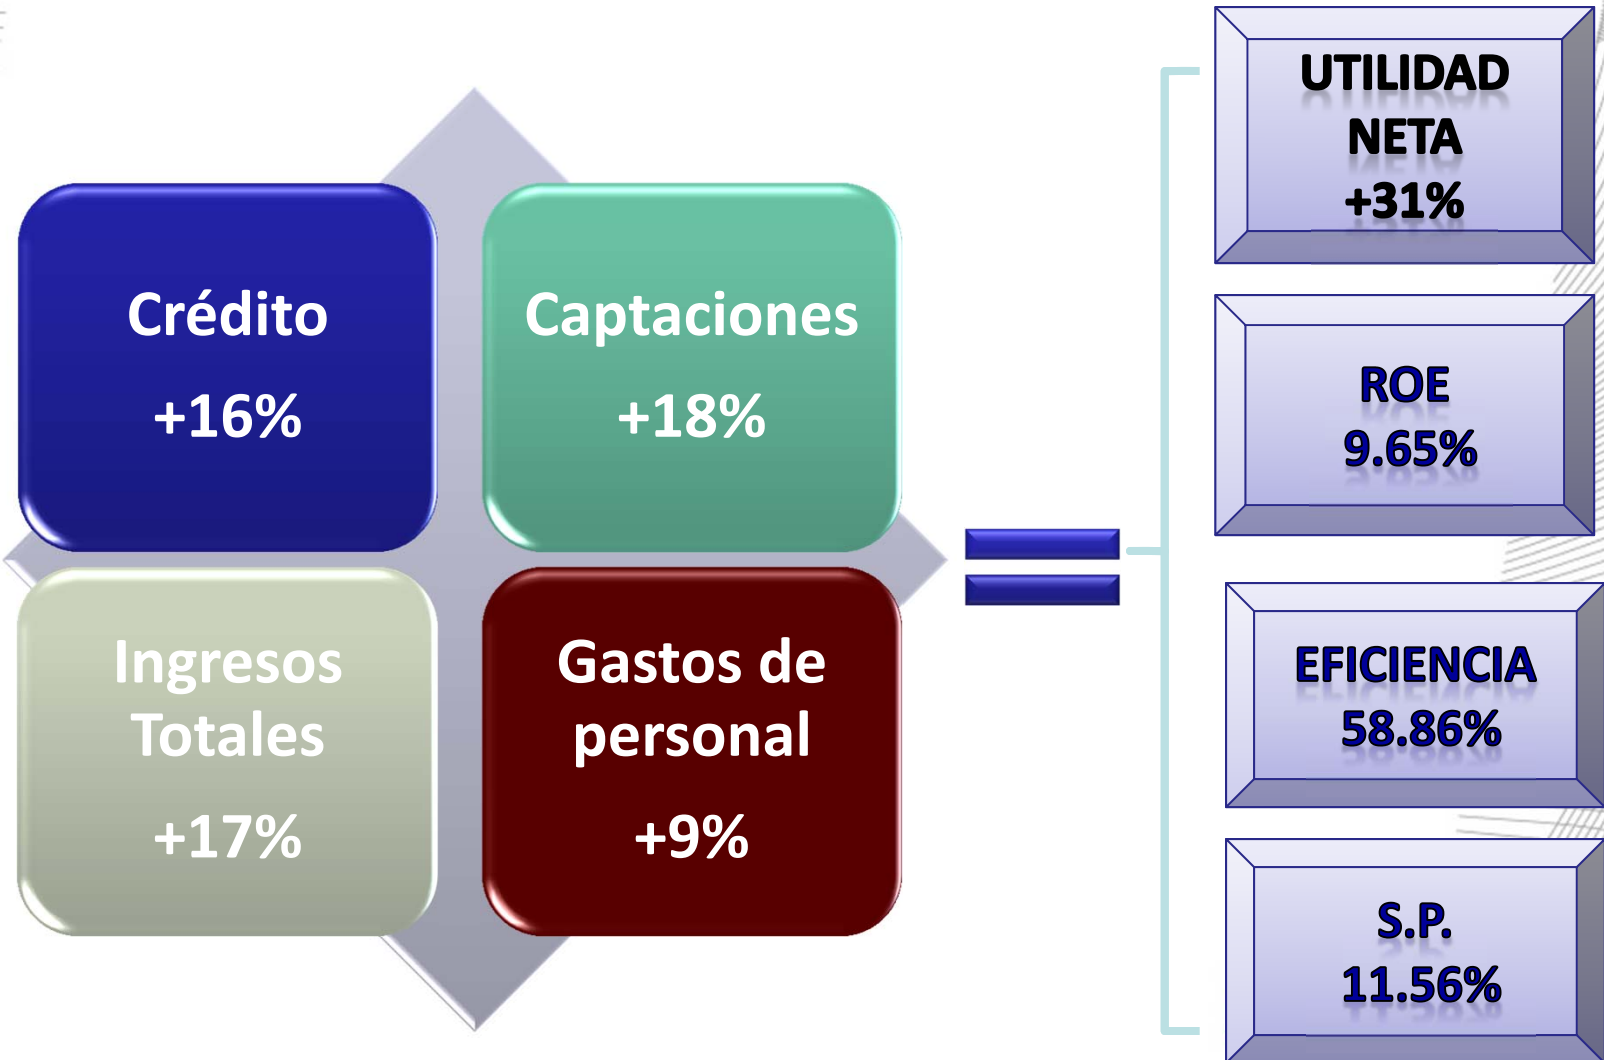 Crédito
+16%
Captaciones
+18%
Ingresos
Totales
+17%
Gastos de
personal
+9%
UTILIDAD
NETA
+31%
ROE
9.65%
EFICIENCIA
58.86%
S.P.
11.56%